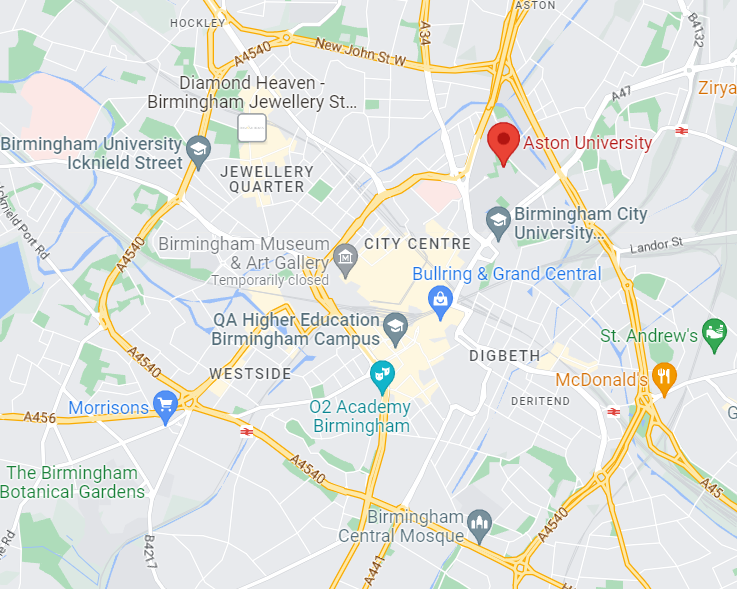 ASTON
HOCKLEY
A34
B4132
A4540
New John St W
Diamond Heaven -
Birmingham Jewellery St...
A47
Zirya
Aston University
Birmingham University
Icknield Street
JEWELLERY
QUARTER
Icknield Port Rd
Birmingham City
University...
A4540
Birmingham Museum
& Art Gallery
Temporarily closed
CITY CENTRE
Landor St
Bullring & Grand Central
QA Higher Education
Birmingham Campus
St. Andrew's
A4540
WESTSIDE
DIGBETH
McDonald's
DERITEND
Morrisons
A456
O2 Academy
Birmingham
G
The Birmingham
Botanical Gardens
A4540
A45
B4217
Birmingham
Central Mosque
A4540
e Rd
A441
H